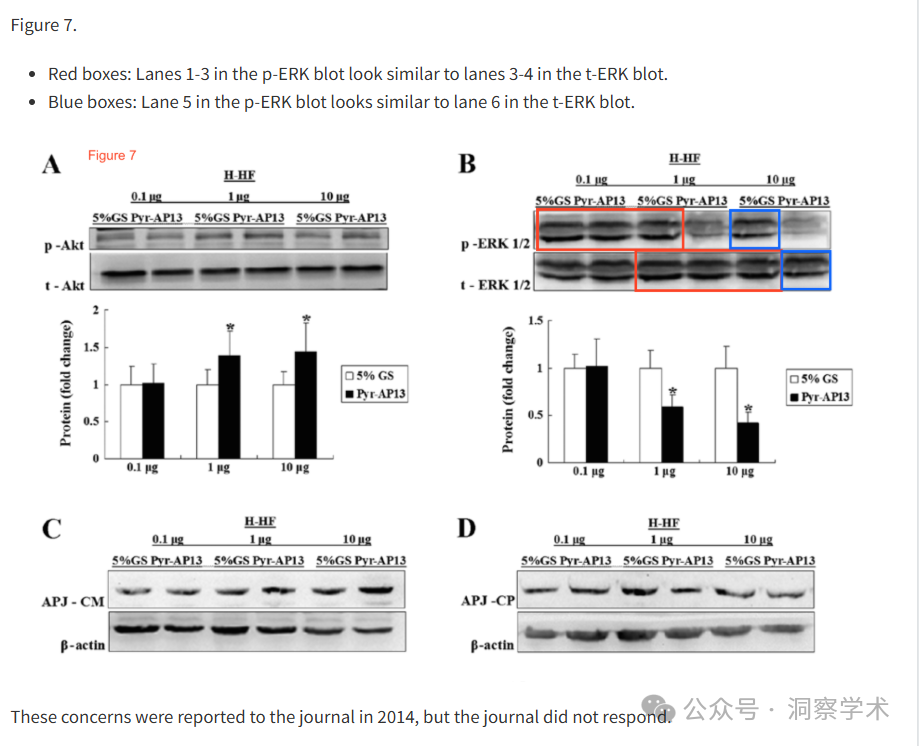 Figure 7.
Red boxes: Lanes 1-3 in the p-ERK blot look similar to lanes 3-4 in the t-ERK blot.
Blue boxes: Lane 5 in the p-ERK blot looks similar to lane 6 in the t-ERK blot.
A
Figure 7
H-HF
0.1 μg 1 μg 10 μg
5%GS Pyr-AP13 5%GS Pyr-AP13 5%GS Pyr-AP13
p -Akt
t - Akt
Protein (fold change)
2
1.5
1
0.5
0
*
*
0.1 μg 1 μg 10 μg
5% GS
Pyr-AP13
B
H-HF
0.1 μg 1 μg 10 μg
5%GS Pyr-AP13 5%GS Pyr-AP13 5%GS Pyr-AP13
p -ERK 1/2
t - ERK 1/2
Protein (fold change)
1.5
1
0.5
0
*
*
0.1 μg 1 μg 10 μg
5% GS
Pyr-AP13
C
H-HF
0.1 μg 1 μg 10 μg
5%GS Pyr-AP13 5%GS Pyr-AP13 5%GS Pyr-AP13
APJ - CM
β-actin
D
H-HF
0.1 μg 1 μg 10 μg
5%GS Pyr-AP13 5%GS Pyr-AP13 5%GS Pyr-AP13
APJ -CP
β-actin
These concerns were reported to the journal in 2014, but the journal did not respond.
公众号 · 洞察学术